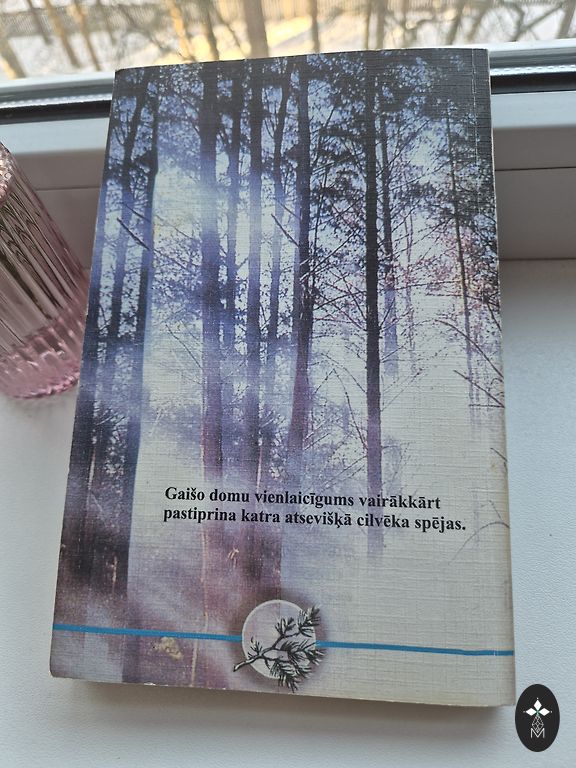 Gaišo domu vienlaicīgums vairākkārt
pastiprina katra atsevišķā cilvēka spējas.